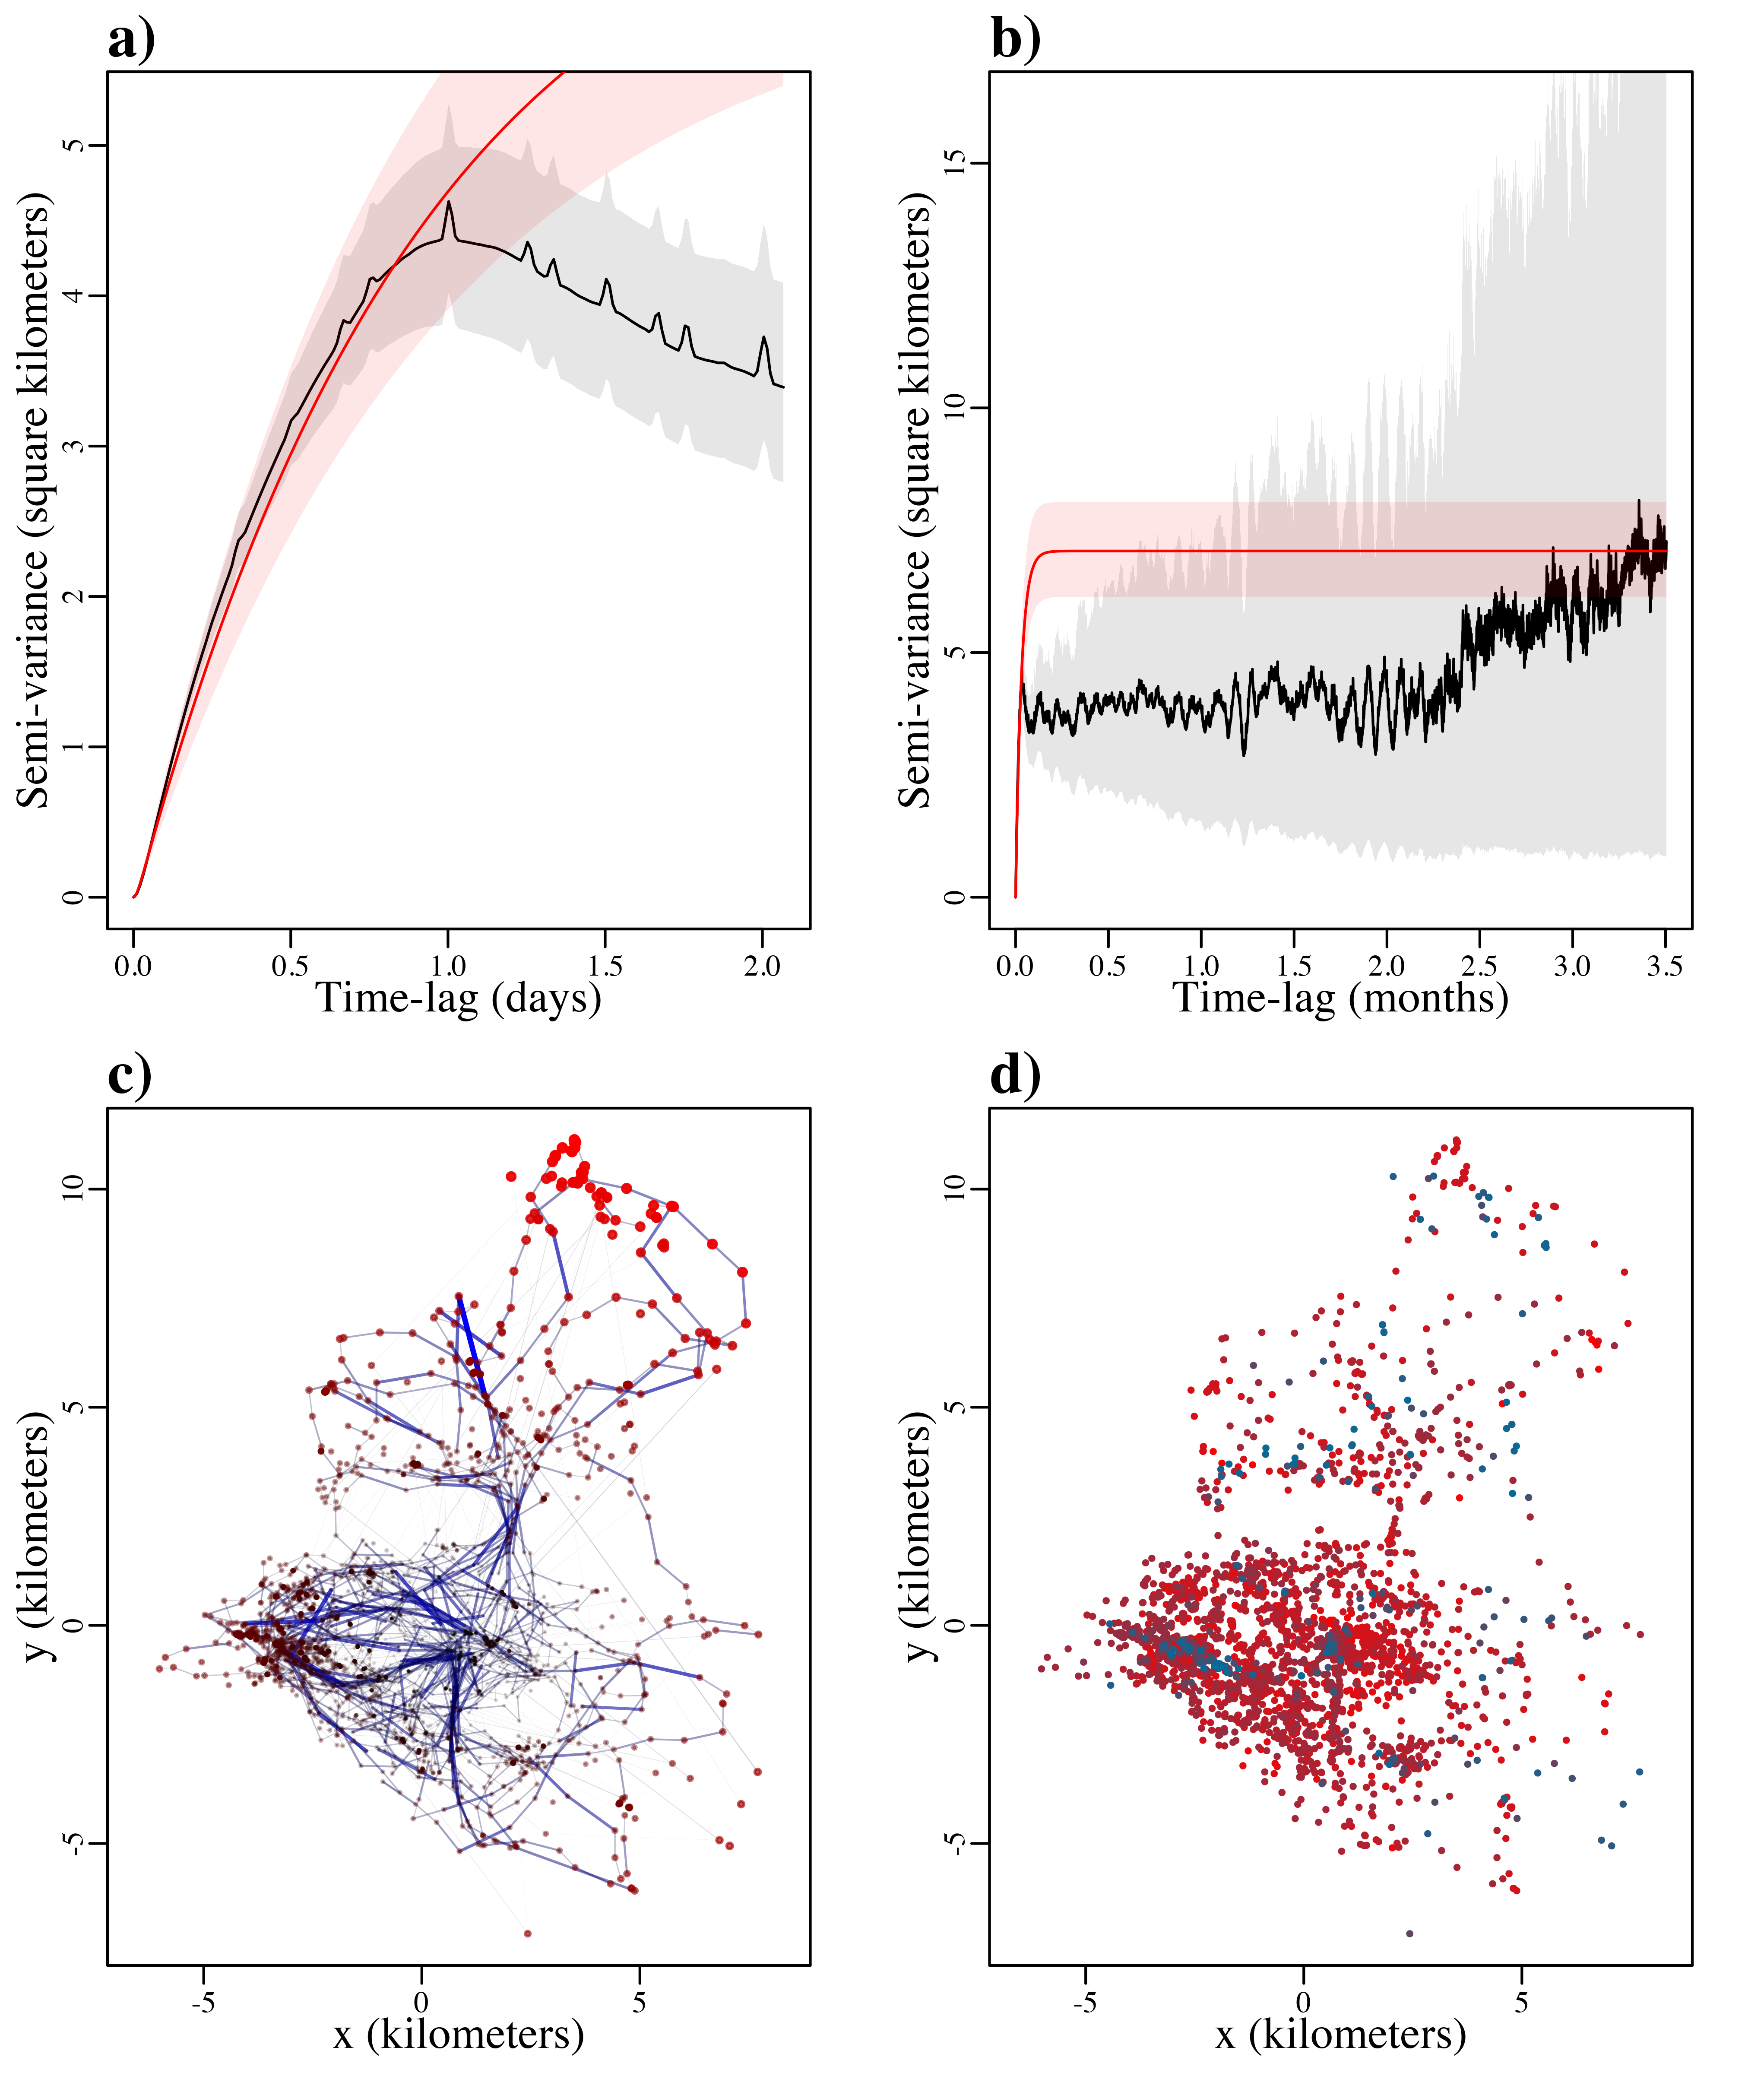 a)
Semi-variance (square kilometers)
0
1
2
3
4
5
0.0 0.5 1.0 1.5 2.0
Time-lag (days)
b)
Semi-variance (square kilometers)
0
5
10
15
0.0 0.5 1.0 1.5 2.0 2.5 3.0 3.5
Time-lag (months)
c)
y (kilometers)
-5
0
5
10
-5 0 5
x (kilometers)
d)
y (kilometers)
-5
0
5
10
-5 0 5
x (kilometers)